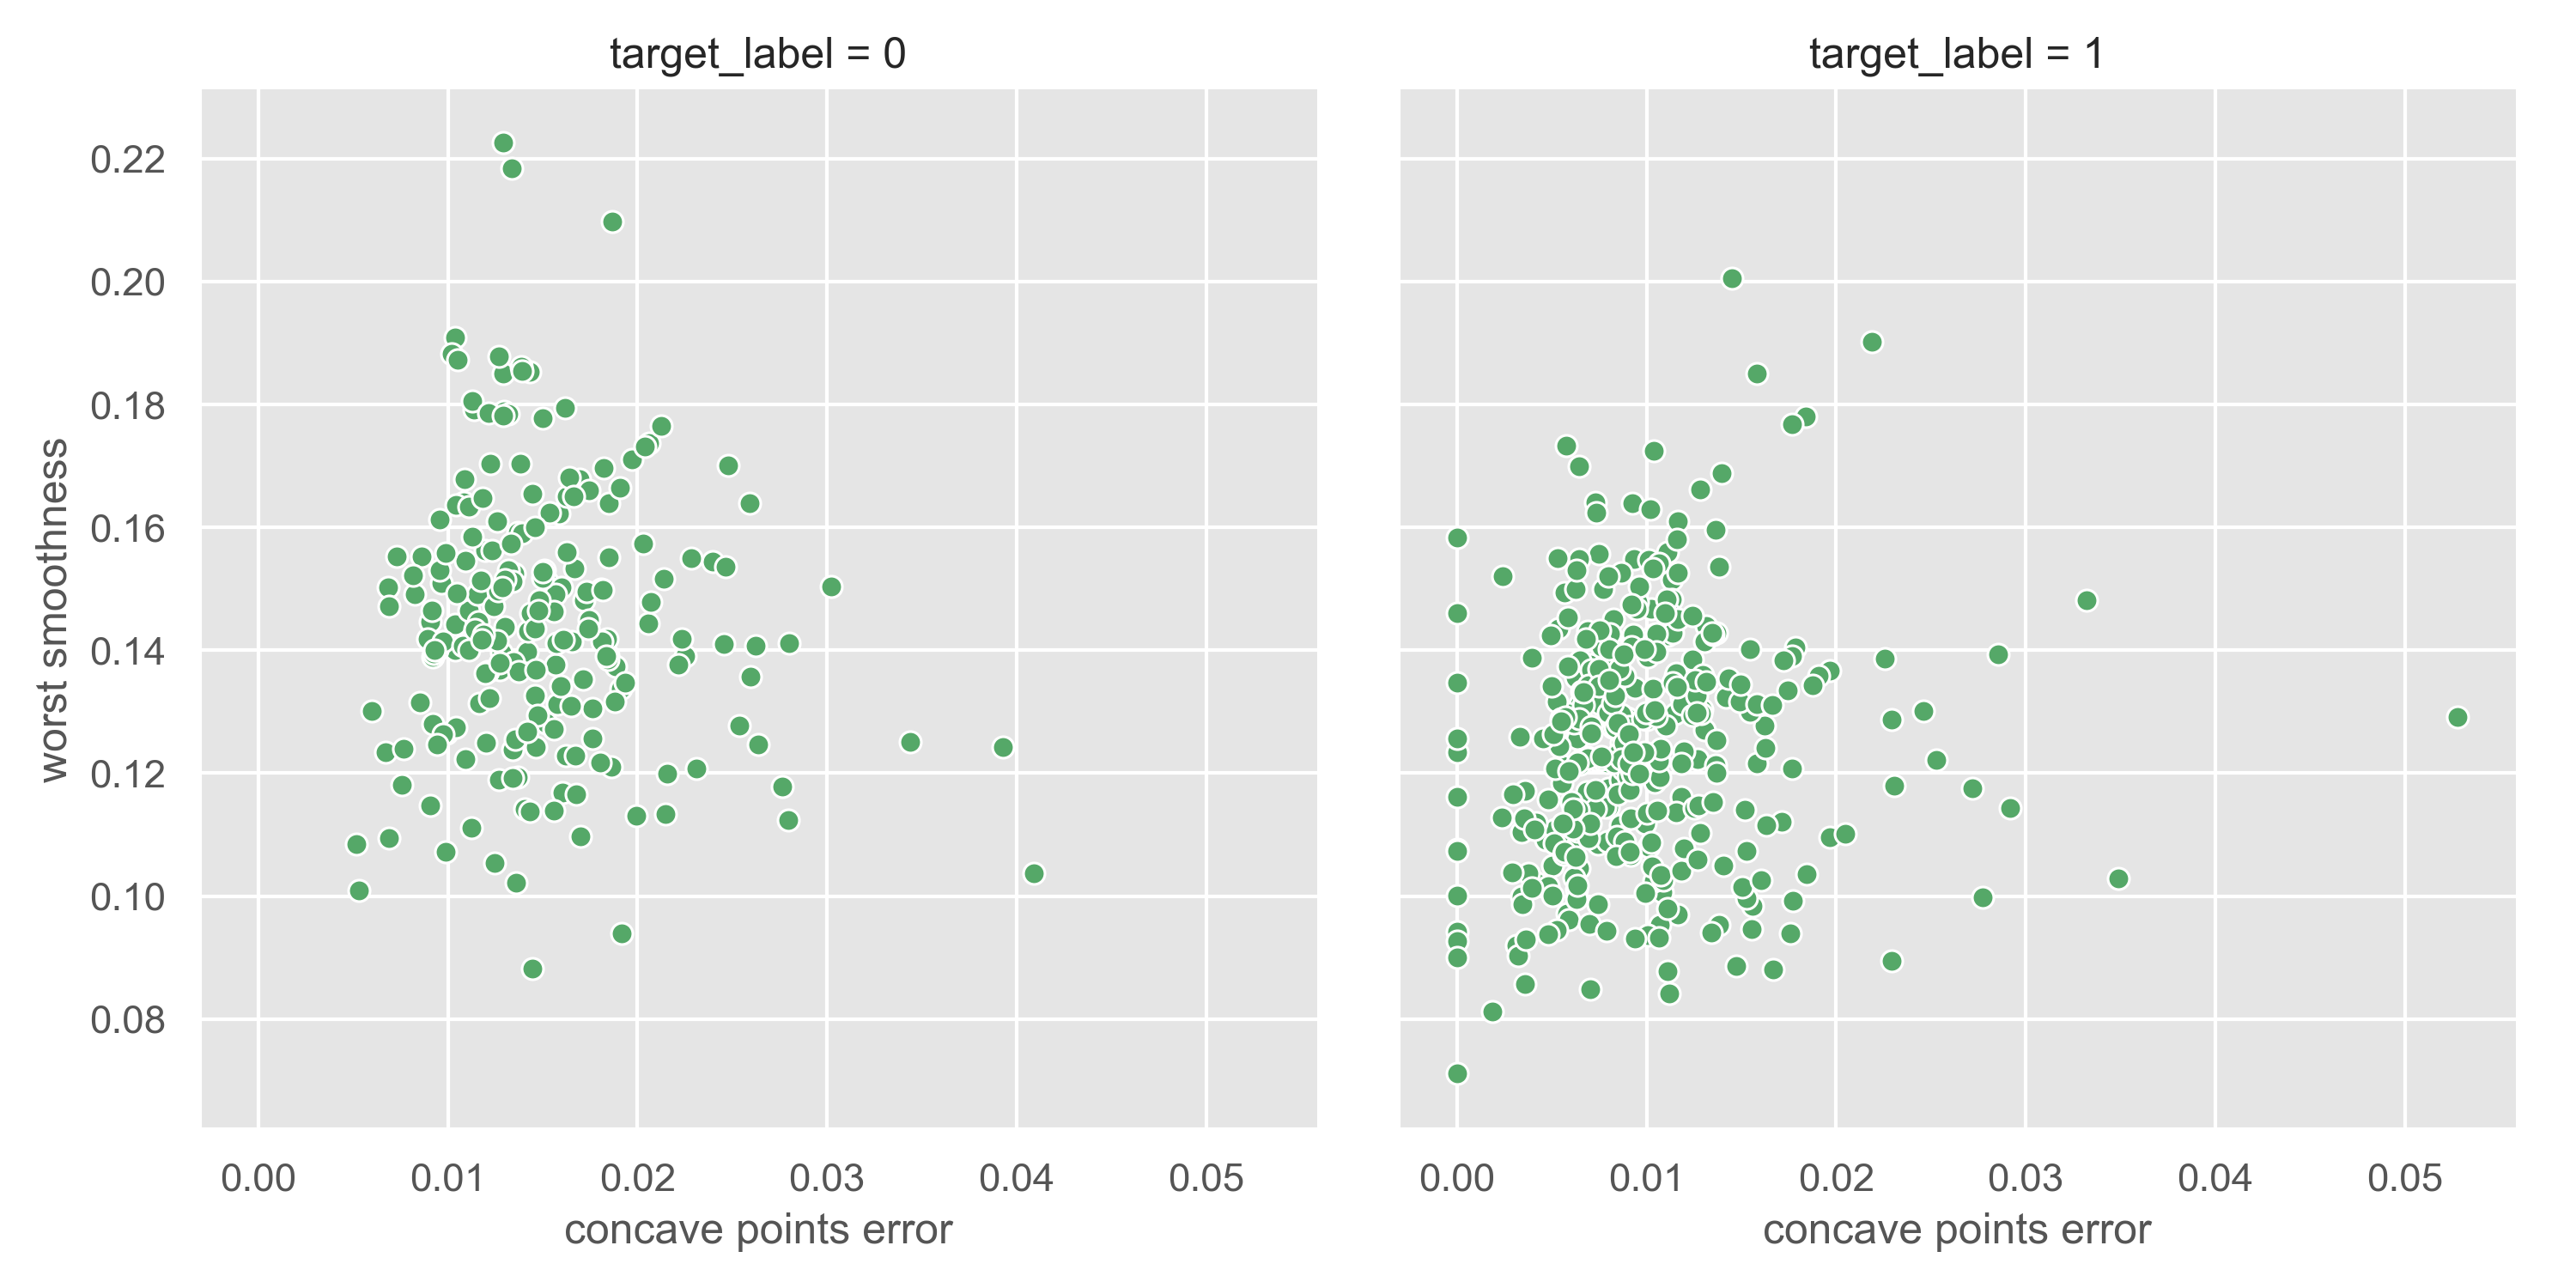 target_label = 0
target_label = 1
worst smoothness
0.22
0.20
0.18
0.16
0.14
0.12
0.10
0.08
0.00 0.01 0.02 0.03 0.04 0.05
0.00 0.01 0.02 0.03 0.04 0.05
concave points error
concave points error